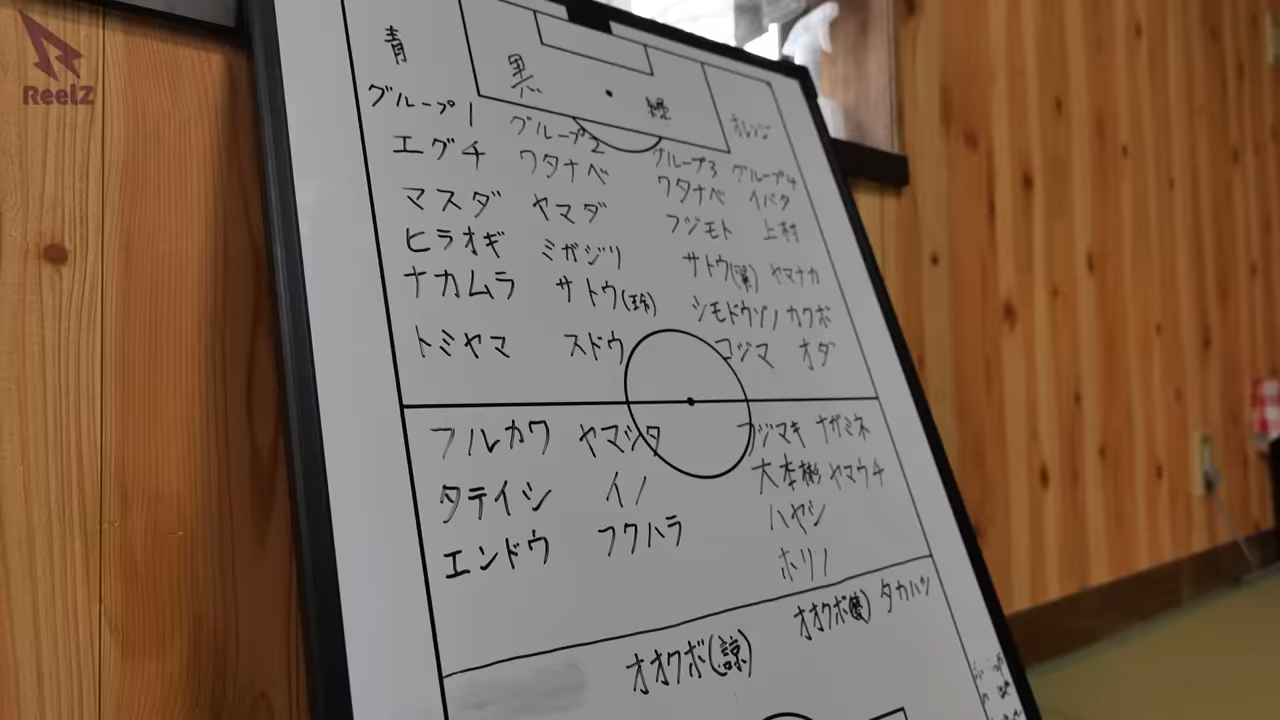 ReelZ
青 黒 緑 オレンジ
グループ1 グループ2 グループ3 グループ4
エグチ ワタナベ ワタナベ イバタ
マスダ ヤマダ フジモト 上村
ヒラオギ ミガジリ サトウ(翼) ヤマナカ
ナカムラ サトウ(玲) シモドウゾノ カクボ
トミヤマ スドウ コジマ オダ
フルカワ ヤマシタ フジマキ ナガミネ
タテイシ イノ 大李彬 ヤマウチ
エンドウ フクハラ ハヤシ
ホリノ
オオクボ(諒) オオクボ タカハシ